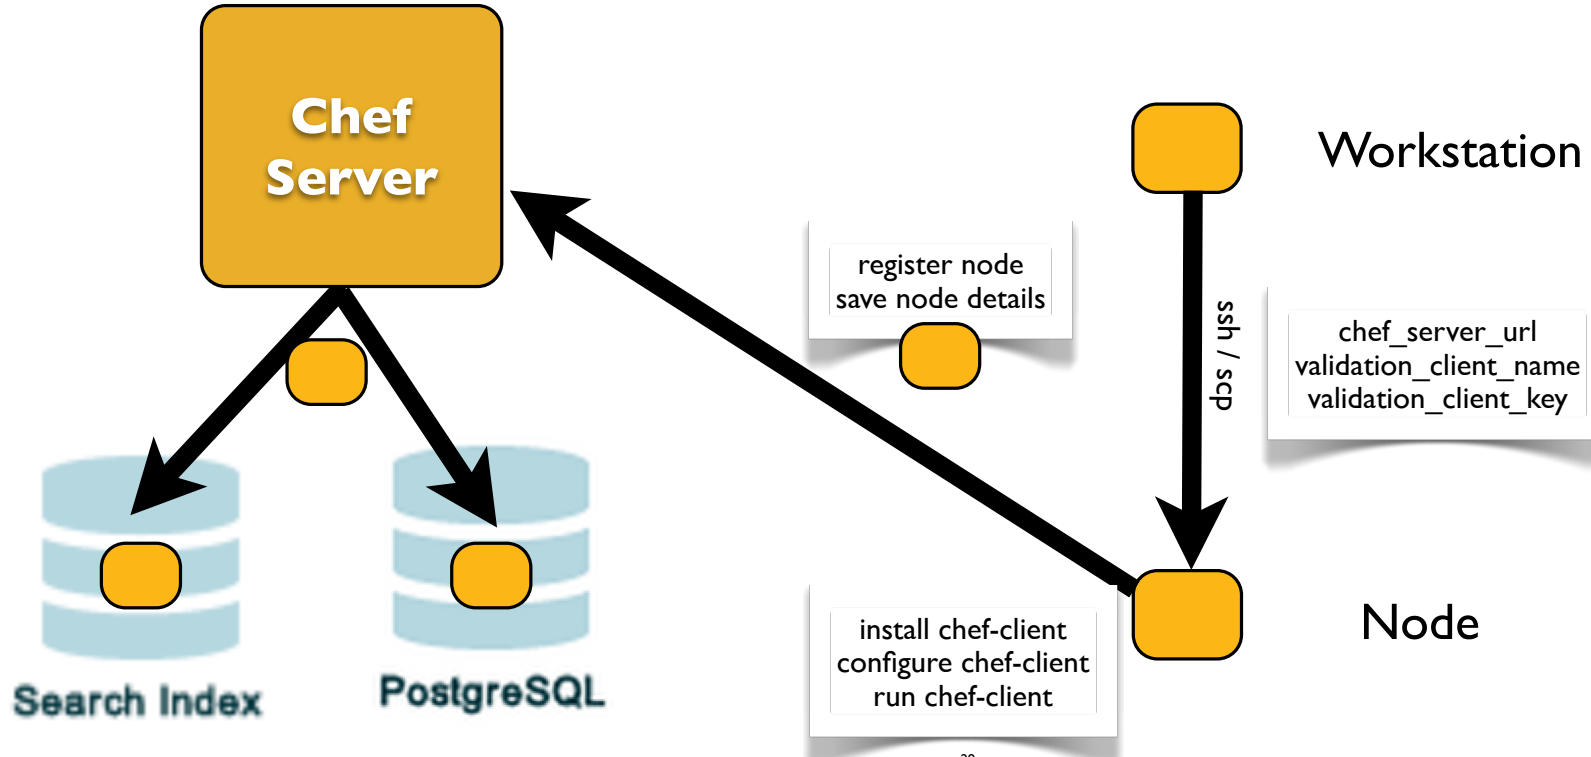 Chef
Server
Workstation
register node
save node details
ssh / scp
chef_server_url
validation_client_name
validation_client_key
install chef-client
configure chef-client
run chef-client
Node
Search Index
PostgreSQL